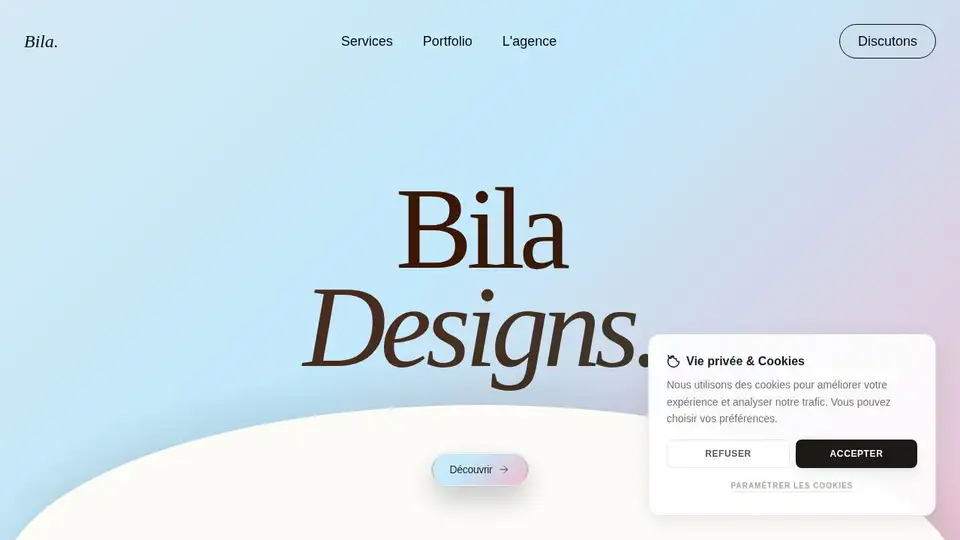 Bila.
Services
Portfolio
L'agence
Discutons
Bila
Designs.
Vie privée & Cookies
Nous utilisons des cookies pour améliorer votre
expérience et analyser notre trafic. Vous pouvez
choisir vos préférences.
REFUSER
ACCEPTER
PARAMÉTRER LES COOKIES
Découvrir →